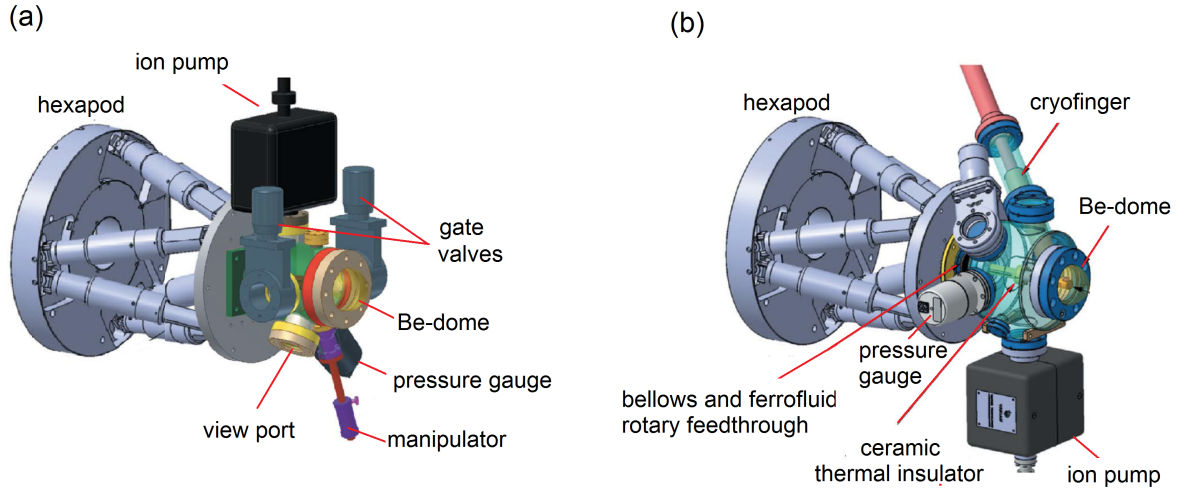 (a)
ion pump
hexapod
gate
valves
Be-dome
pressure gauge
view port
manipulator
(b)
hexapod
cryofinger
Be-dome
pressure
gauge
bellows and ferrofluid
rotary feedthrough
ceramic
thermal insulator
ion pump